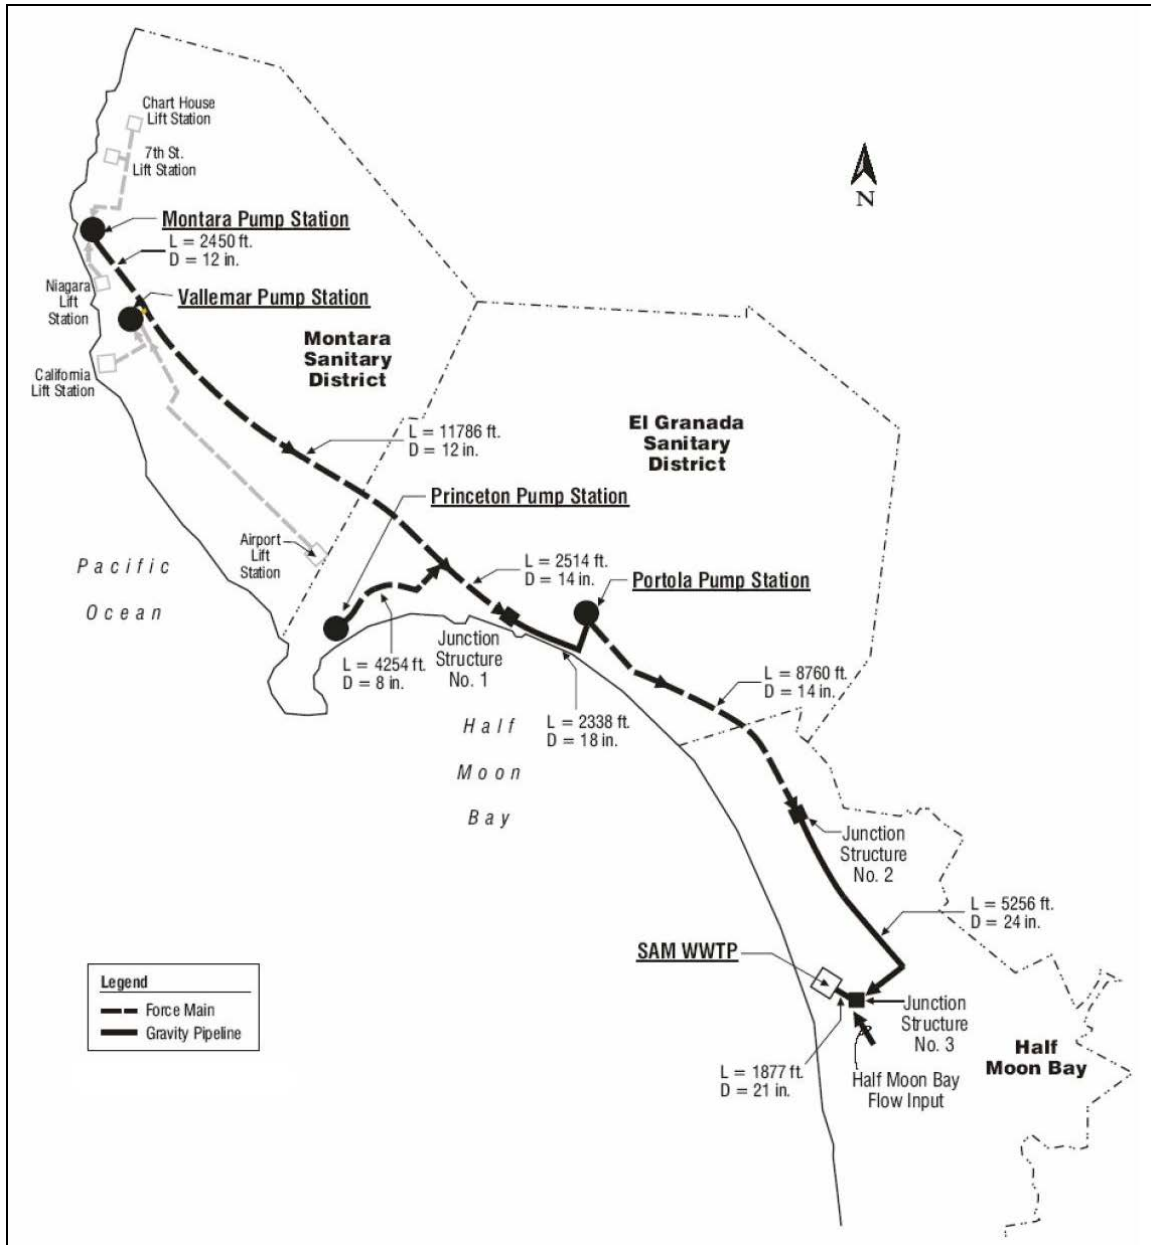 Chart House
Lift Station
7th St.
Lift Station
Montara Pump Station
L = 2450 ft.
D = 12 in.
N
Niagara
Lift
Station
Vallemar Pump Station
Montara
Sanitary
District
California
Lift Station
El Granada
Sanitary
District
L = 11786 ft.
D = 12 in.
Princeton Pump Station
Airport
Lift
Station
L = 2514 ft.
D = 14 in.
Portola Pump Station
Pacific
Ocean
Junction
Structure
No. 1
L = 4254 ft.
D = 8 in.
L = 8760 ft.
D = 14 in.
L = 2338 ft.
D = 18 in.
Half
Moon
Bay
Junction
Structure
No. 2
L = 5256 ft.
D = 24 in.
SAM WWTP
Legend
Force Main
Gravity Pipeline
Junction
Structure
No. 3
Half
Moon Bay
L = 1877 ft.
D = 21 in.
Half Moon Bay
Flow Input